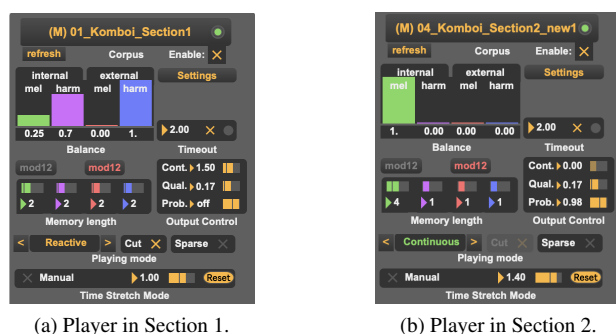 (M) 01_Komboi_Section1
refresh Corpus Enable:
internal external Settings
mel harm mel harm
0.25 0.7 0.00 1. 2.00
Balance Timeout
mod12 mod12 Cont. 1.50
Qual. 0.17
2 2 2 2 Prob. off
Memory length Output Control
< Reactive > Cut Sparse
Playing mode
Manual 1.00 Reset
Time Stretch Mode
(a) Player in Section 1.
(M) 04_Komboi_Section2_new1
refresh Corpus Enable:
internal external Settings
mel harm mel harm
1. 0.00 0.00 0.00 2.00
Balance Timeout
mod12 mod12 Cont. 0.00
Qual. 0.17
4 1 1 1 Prob. 0.98
Memory length Output Control
< Continuous > Cut Sparse
Playing mode
Manual 1.40 Reset
Time Stretch Mode
(b) Player in Section 2.